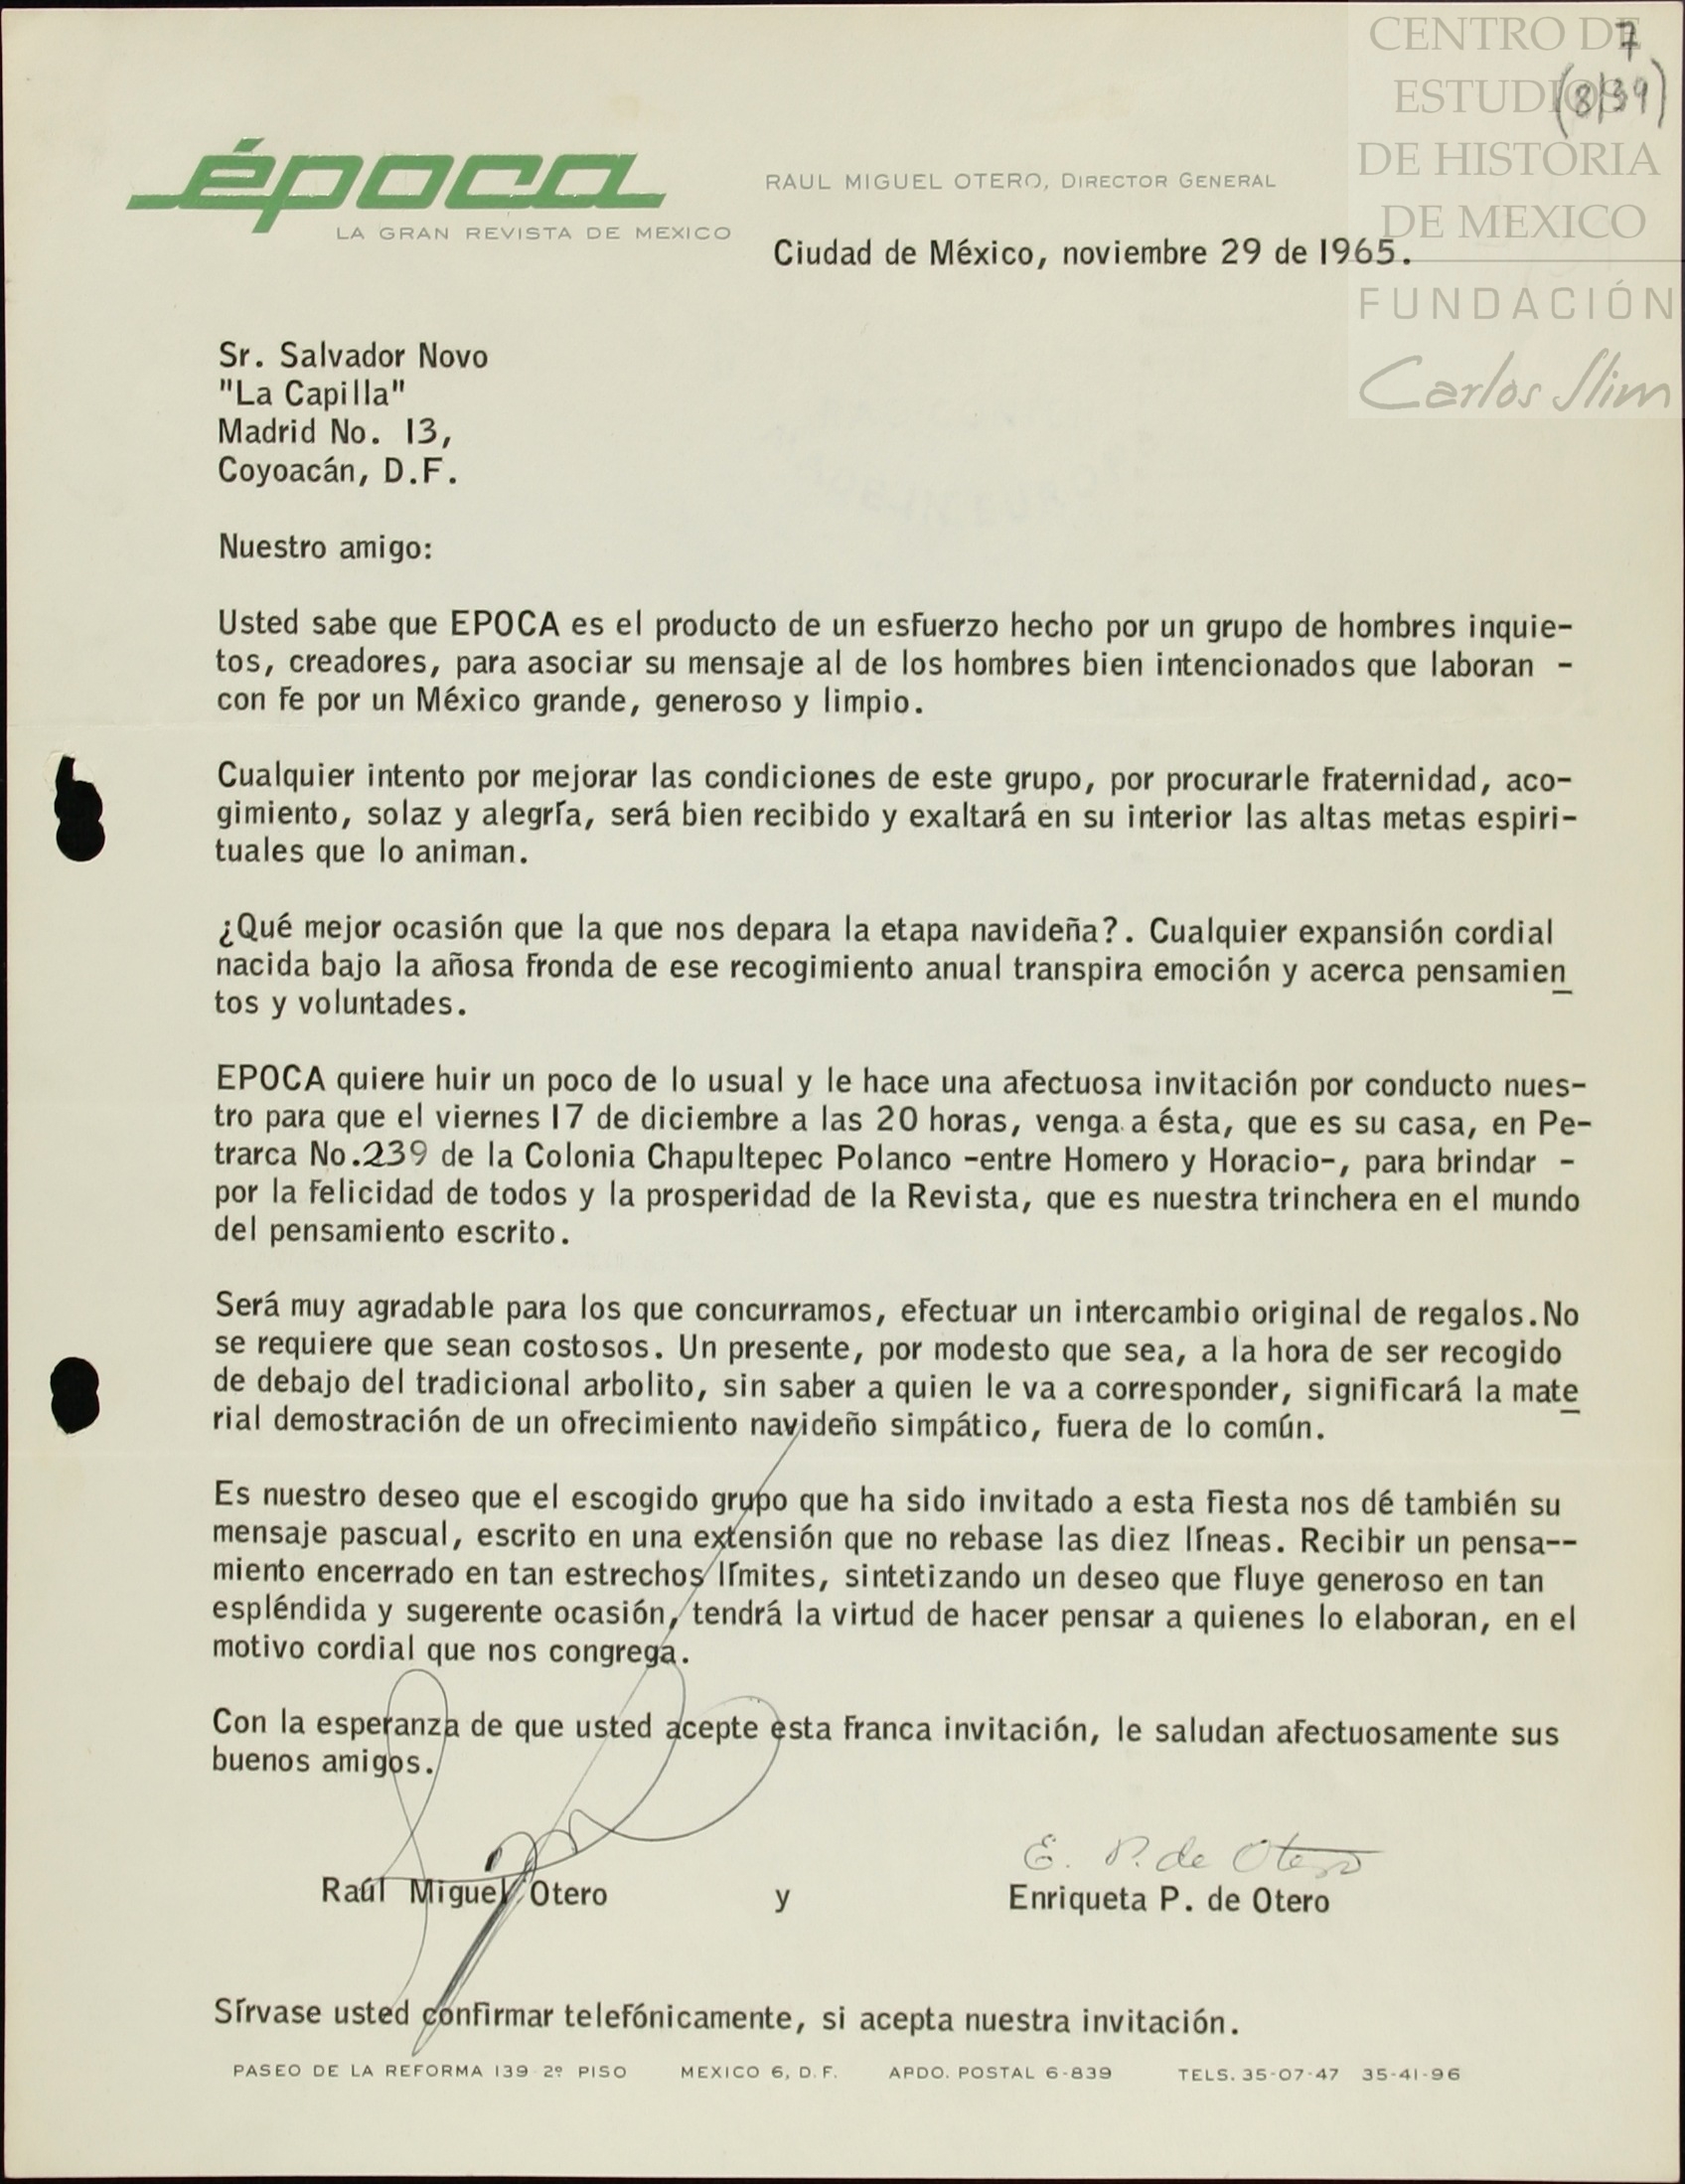 CENTRO DE
ESTUDIOS
DE HISTORIA
DE MEXICO
FUNDACIÓN
Carlos Slim
7
(8/39)
época
LA GRAN REVISTA DE MEXICO
RAUL MIGUEL OTERO, DIRECTOR GENERAL
Ciudad de México, noviembre 29 de 1965.
Sr. Salvador Novo
"La Capilla"
Madrid No. 13,
Coyoacán, D.F.
Nuestro amigo:
Usted sabe que EPOCA es el producto de un esfuerzo hecho por un grupo de hombres inquie-
tos, creadores, para asociar su mensaje al de los hombres bien intencionados que laboran -
con fe por un México grande, generoso y limpio.
Cualquier intento por mejorar las condiciones de este grupo, por procurarle fraternidad, aco-
gimiento, solaz y alegría, será bien recibido y exaltará en su interior las altas metas espiri-
tuales que lo animan.
¿Qué mejor ocasión que la que nos depara la etapa navideña?. Cualquier expansión cordial
nacida bajo la añosa fronda de ese recogimiento anual transpira emoción y acerca pensamien
tos y voluntades.
EPOCA quiere huir un poco de lo usual y le hace una afectuosa invitación por conducto nues-
tro para que el viernes 17 de diciembre a las 20 horas, venga a ésta, que es su casa, en Pe-
trarca No.239 de la Colonia Chapultepec Polanco -entre Homero y Horacio-, para brindar -
por la felicidad de todos y la prosperidad de la Revista, que es nuestra trinchera en el mundo
del pensamiento escrito.
Será muy agradable para los que concurramos, efectuar un intercambio original de regalos.No
se requiere que sean costosos. Un presente, por modesto que sea, a la hora de ser recogido
de debajo del tradicional arbolito, sin saber a quien le va a corresponder, significará la mate
rial demostración de un ofrecimiento navideño simpático, fuera de lo común.
Es nuestro deseo que el escogido grupo que ha sido invitado a esta fiesta nos dé también su
mensaje pascual, escrito en una extensión que no rebase las diez líneas. Recibir un pensa--
miento encerrado en tan estrechos límites, sintetizando un deseo que fluye generoso en tan
espléndida y sugerente ocasión, tendrá la virtud de hacer pensar a quienes lo elaboran, en el
motivo cordial que nos congrega.
Con la esperanza de que usted acepte esta franca invitación, le saludan afectuosamente sus
buenos amigos.
E. P. de Otero
Raúl Miguel Otero y Enriqueta P. de Otero
Sírvase usted confirmar telefónicamente, si acepta nuestra invitación.
PASEO DE LA REFORMA 139 2º PISO MEXICO 6, D.F. APDO. POSTAL 6-839 TELS. 35-07-47 35-41-96